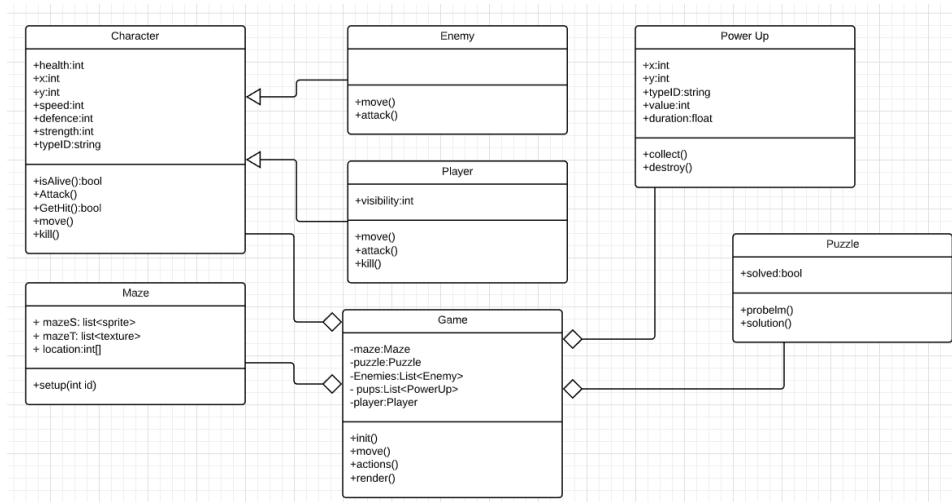 Character
+health:int
+x:int
+y:int
+speed:int
+defence:int
+strength:int
+typeID:string
+isAlive():bool
+Attack()
+GetHit():bool
+move()
+kill()
Enemy
+move()
+attack()
Power Up
+x:int
+y:int
+typeID:string
+value:int
+duration:float
+collect()
+destroy()
Player
+visibility:int
+move()
+attack()
+kill()
Puzzle
+solved:bool
+probelm()
+solution()
Maze
+ mazeS: list<sprite>
+ mazeT: list<texture>
+ location:int[]
+setup(int id)
Game
-maze:Maze
-puzzle:Puzzle
-Enemies:List<Enemy>
- pups:List<PowerUp>
-player:Player
+init()
+move()
+actions()
+render()